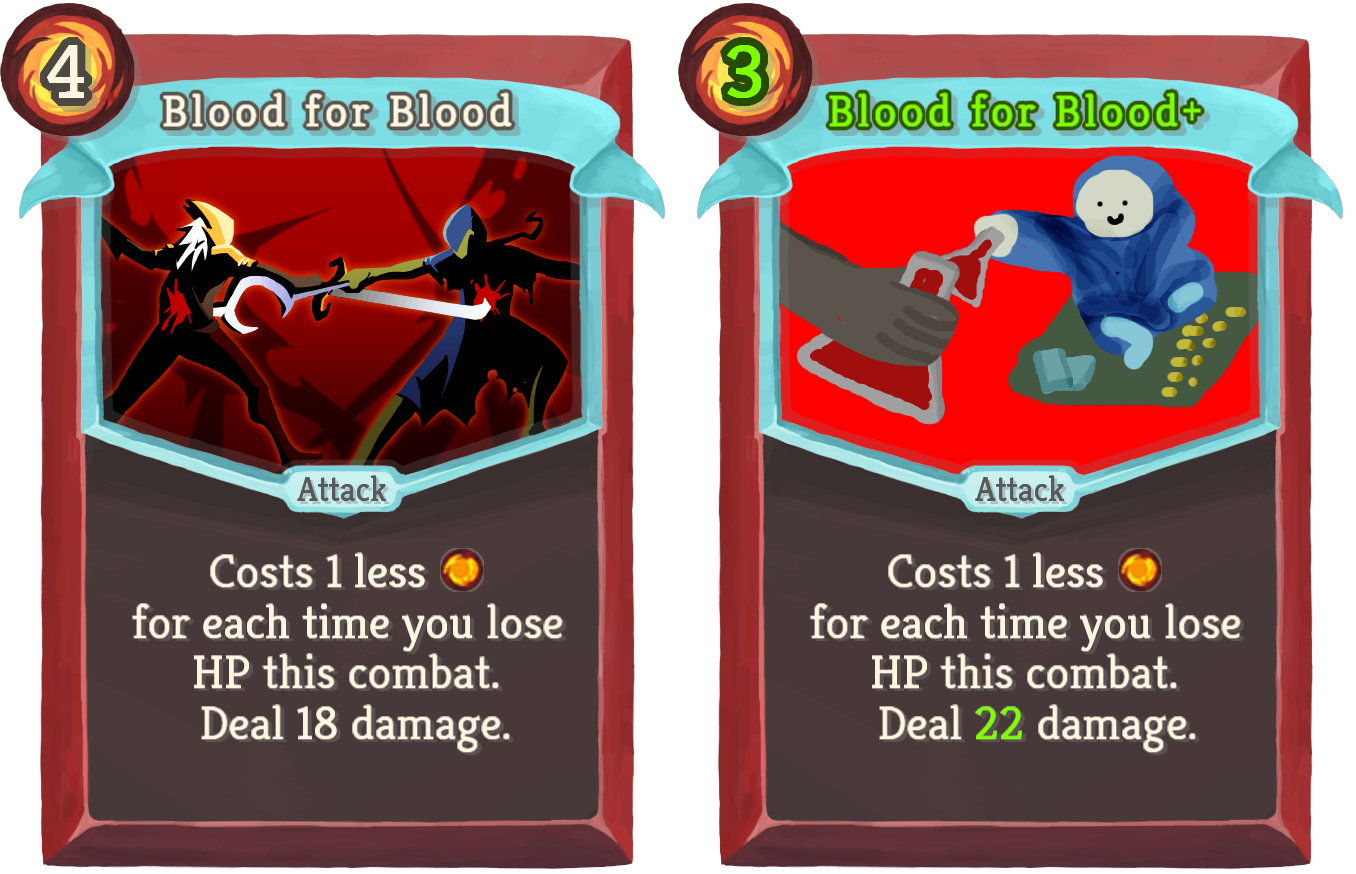 4
Blood for Blood
Attack
Costs 1 less
for each time you lose
HP this combat.
Deal 18 damage.
3
Blood for Blood+
Attack
Costs 1 less
for each time you lose
HP this combat.
Deal 22 damage.